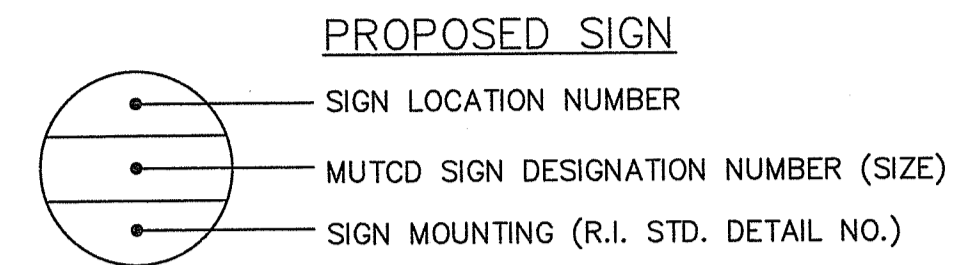 PROPOSED SIGN
SIGN LOCATION NUMBER
MUTCD SIGN DESIGNATION NUMBER (SIZE)
SIGN MOUNTING (R.I. STD. DETAIL NO.)